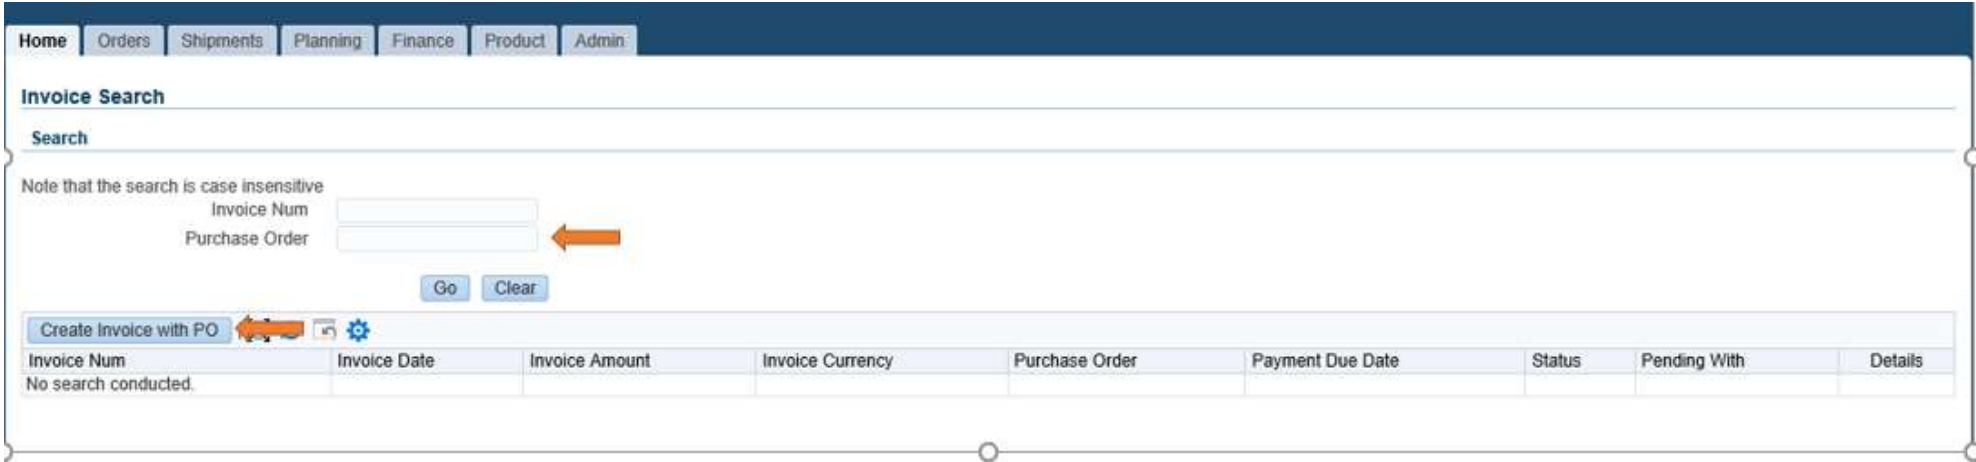 Home Orders Shipments Planning Finance Product Admin
Invoice Search
Search
Note that the search is case insensitive
Invoice Num
Purchase Order
Go Clear
Create Invoice with PO
Invoice Num Invoice Date Invoice Amount Invoice Currency Purchase Order Payment Due Date Status Pending With Details
No search conducted.